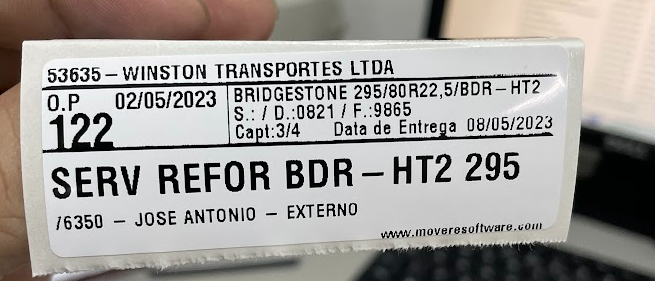 53635 – WINSTON TRANSPORTES LTDA
O.P 02/05/2023
122
BRIDGESTONE 295/80R22,5/BDR – HT2
S.: / D.:0821 / F.:9865
Capt:3/4 Data de Entrega 08/05/2023
SERV REFOR BDR – HT2 295
/6350 – JOSE ANTONIO – EXTERNO
www.moveresoftware.com